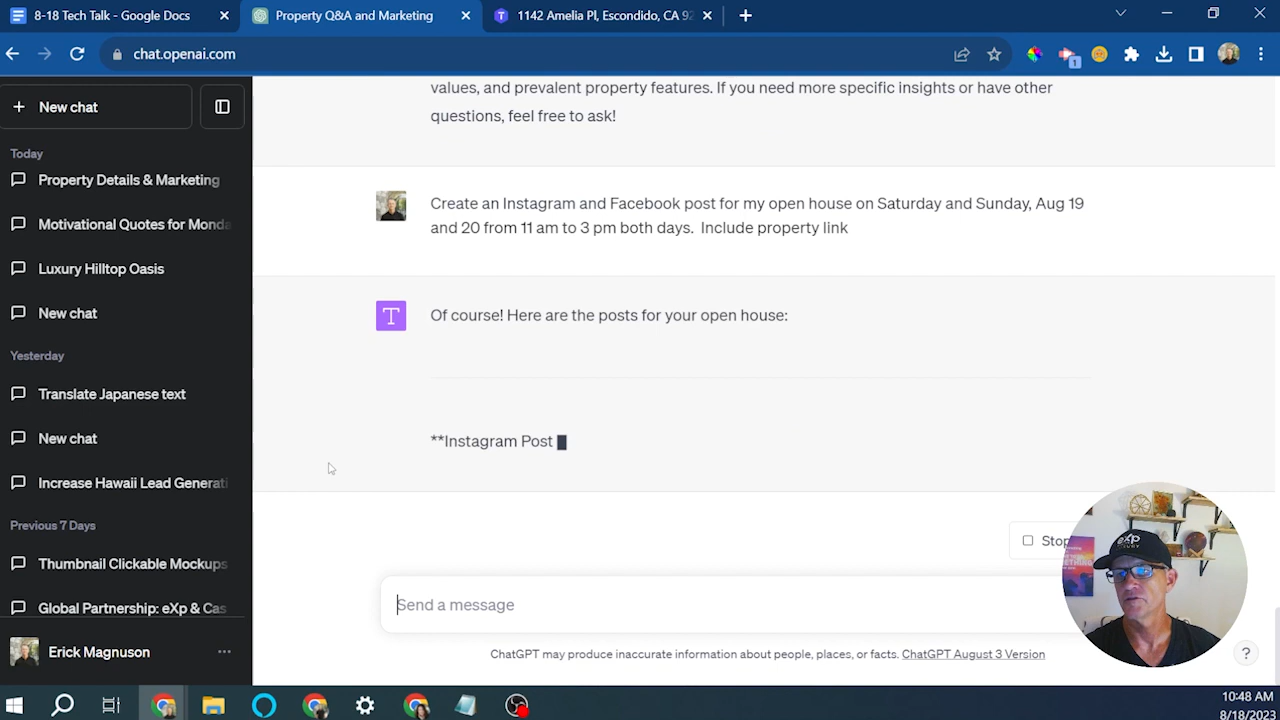 8-18 Tech Talk - Google Docs
Property Q&A and Marketing
1142 Amelia Pl, Escondido, CA 92
chat.openai.com
1
New chat
values, and prevalent property features. If you need more specific insights or have other
questions, feel free to ask!
Today
Property Details & Marketing
Motivational Quotes for Monda
Luxury Hilltop Oasis
New chat
Yesterday
Translate Japanese text
New chat
Increase Hawaii Lead Generati
Previous 7 Days
Thumbnail Clickable Mockups
Global Partnership: eXp & Cas
Erick Magnuson
Create an Instagram and Facebook post for my open house on Saturday and Sunday, Aug 19
and 20 from 11 am to 3 pm both days.  Include property link
T
Of course! Here are the posts for your open house:
**Instagram Post
Stop
Send a message
ChatGPT may produce inaccurate information about people, places, or facts. ChatGPT August 3 Version
?
eXp
LUXURY
10:48 AM
8/18/2023